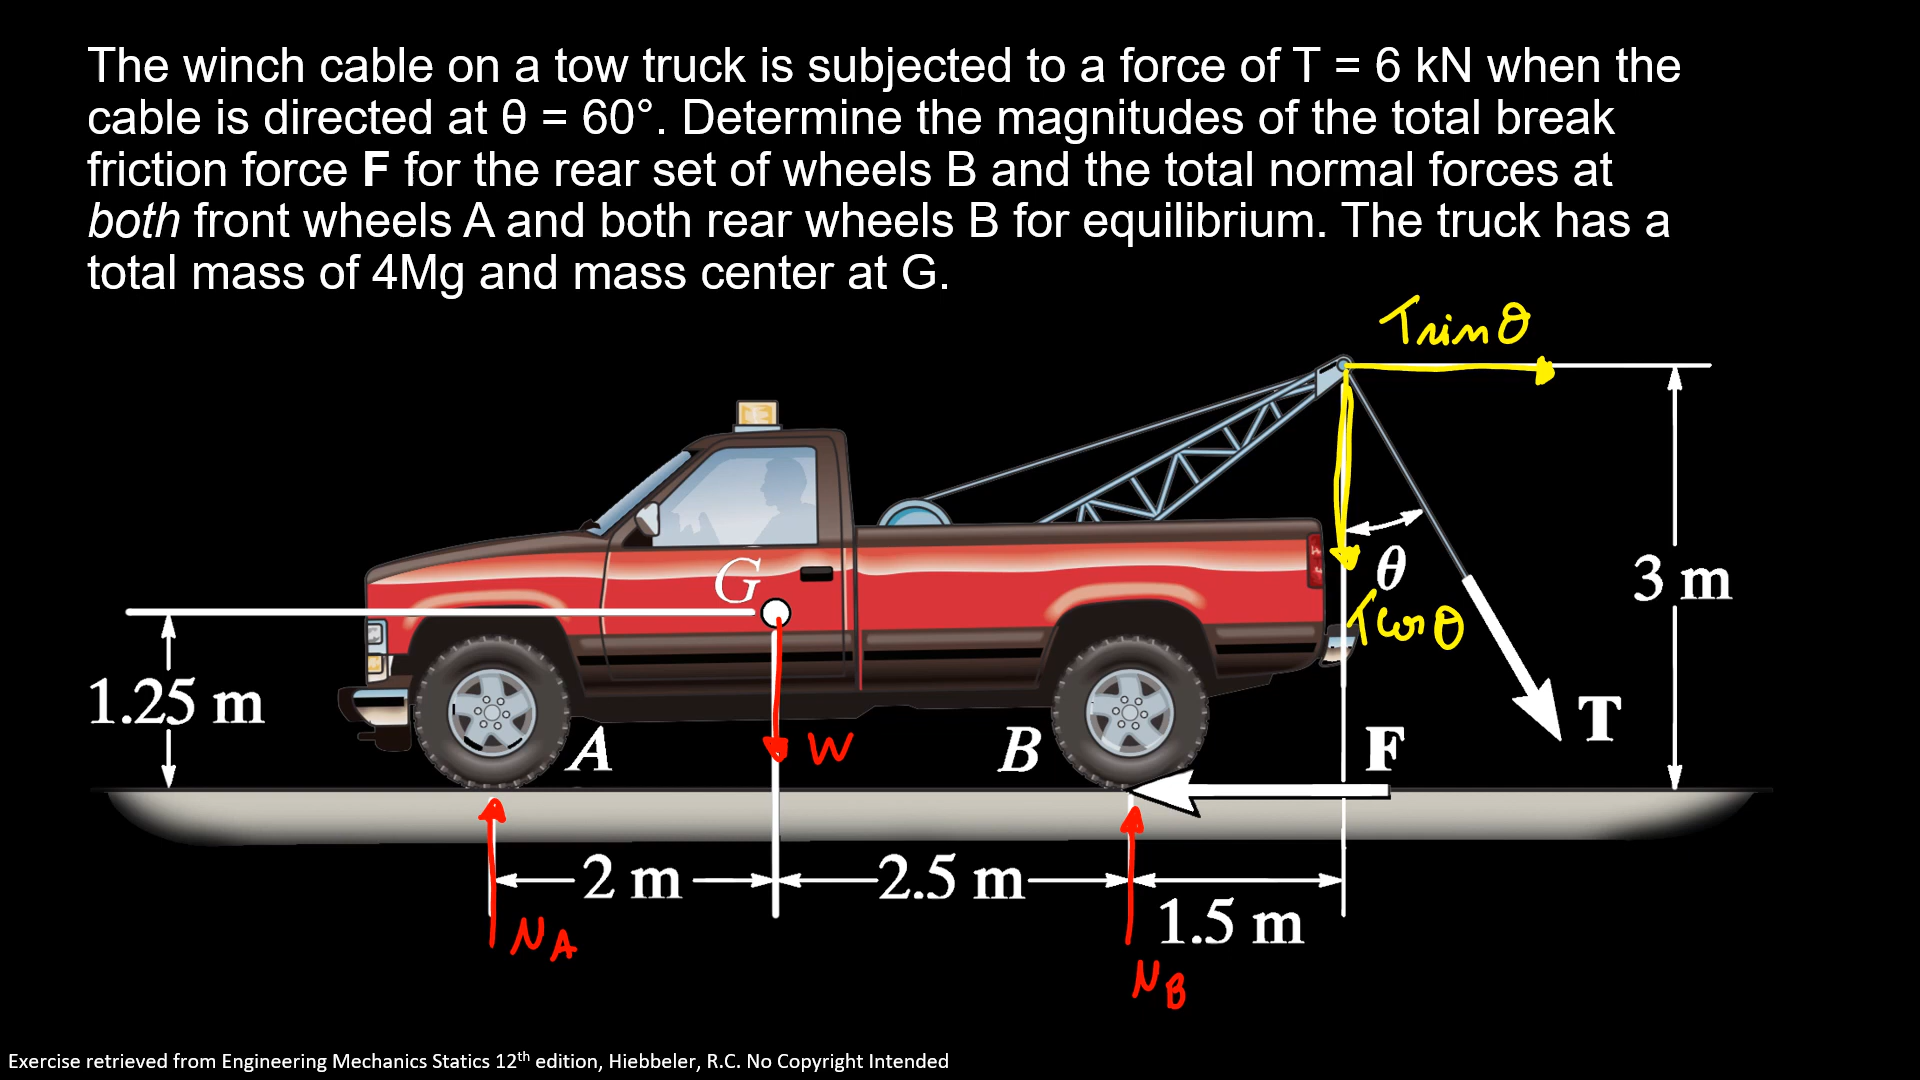 The winch cable on a tow truck is subjected to a force of T = 6 kN when the
cable is directed at θ = 60°. Determine the magnitudes of the total break
friction force F for the rear set of wheels B and the total normal forces at
both front wheels A and both rear wheels B for equilibrium. The truck has a
total mass of 4Mg and mass center at G.
T sin θ
G
θ
3 m
T cos θ
1.25 m
A
W
B
F
T
2 m
2.5 m
1.5 m
NA
NB
Exercise retrieved from Engineering Mechanics Statics 12th edition, Hiebbeler, R.C. No Copyright Intended